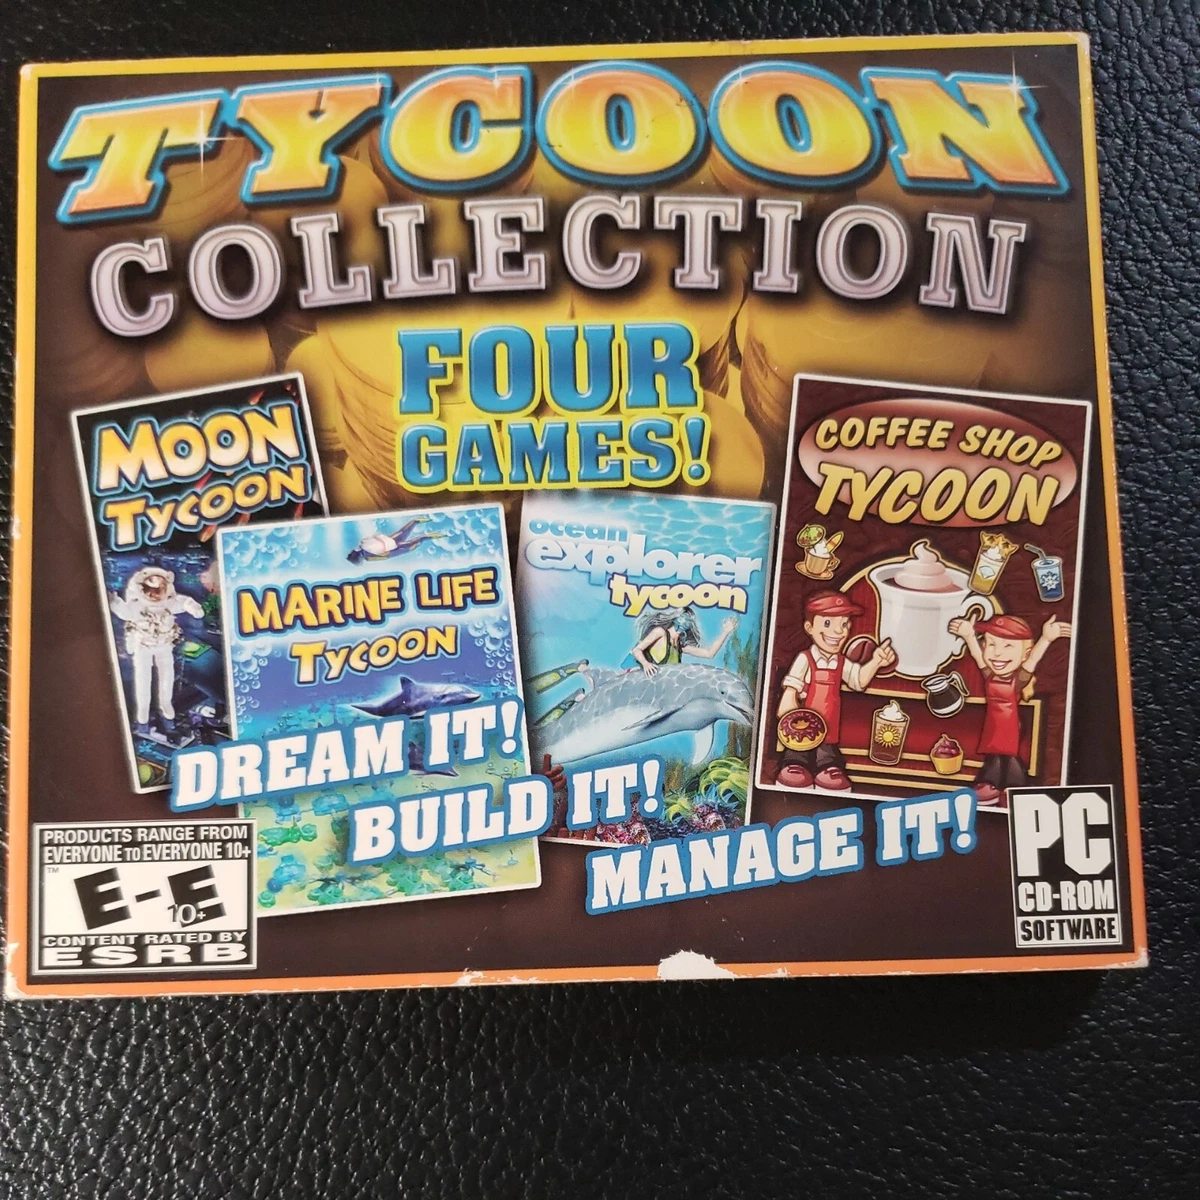 TYCOON
COLLECTION
FOUR
GAMES!
MOON
TYCOON
MARINE LIFE
TYCOON
ocean
explorer
tycoon
COFFEE SHOP
TYCOON
DREAM IT!
BUILD IT!
MANAGE IT!
PRODUCTS RANGE FROM
EVERYONE TO EVERYONE 10+
TM
E-E
10+
CONTENT RATED BY
ESRB
PC
CD-ROM
SOFTWARE